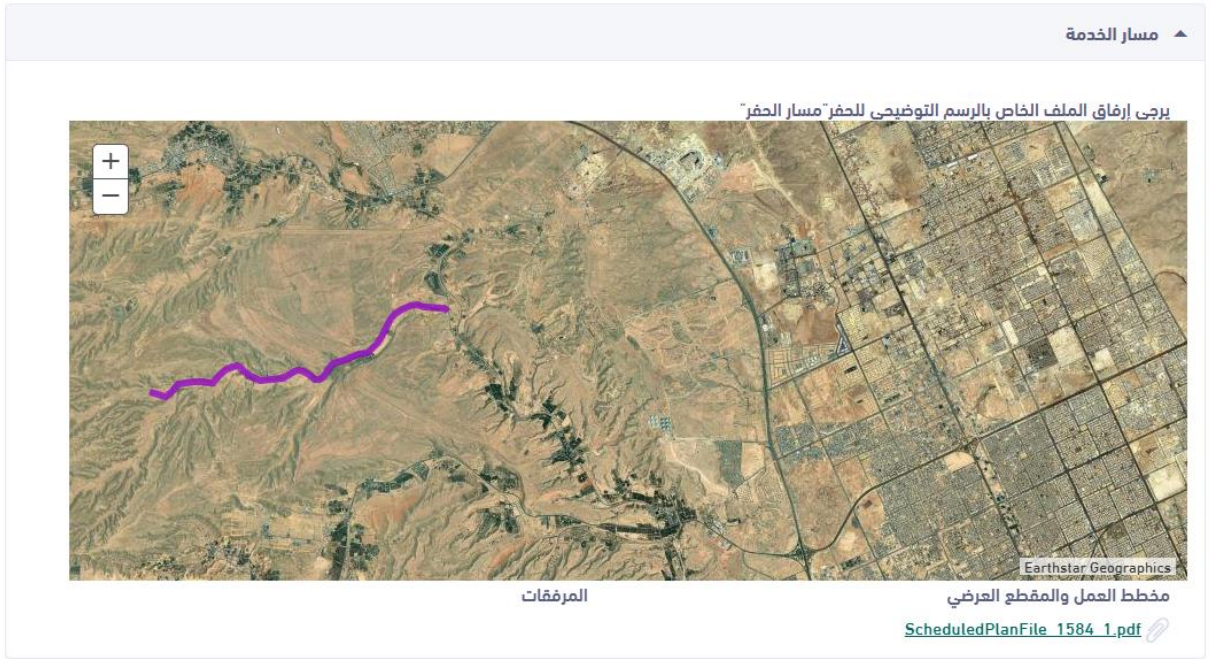 مسار الخدمة
يرجى إرفاق الملف الخاص بالرسم التوضيحي للحفر"مسار الحفر"
+
−
Earthstar Geographics
مخطط العمل والمقطع العرضي
المرفقات
ScheduledPlanFile_1584_1.pdf